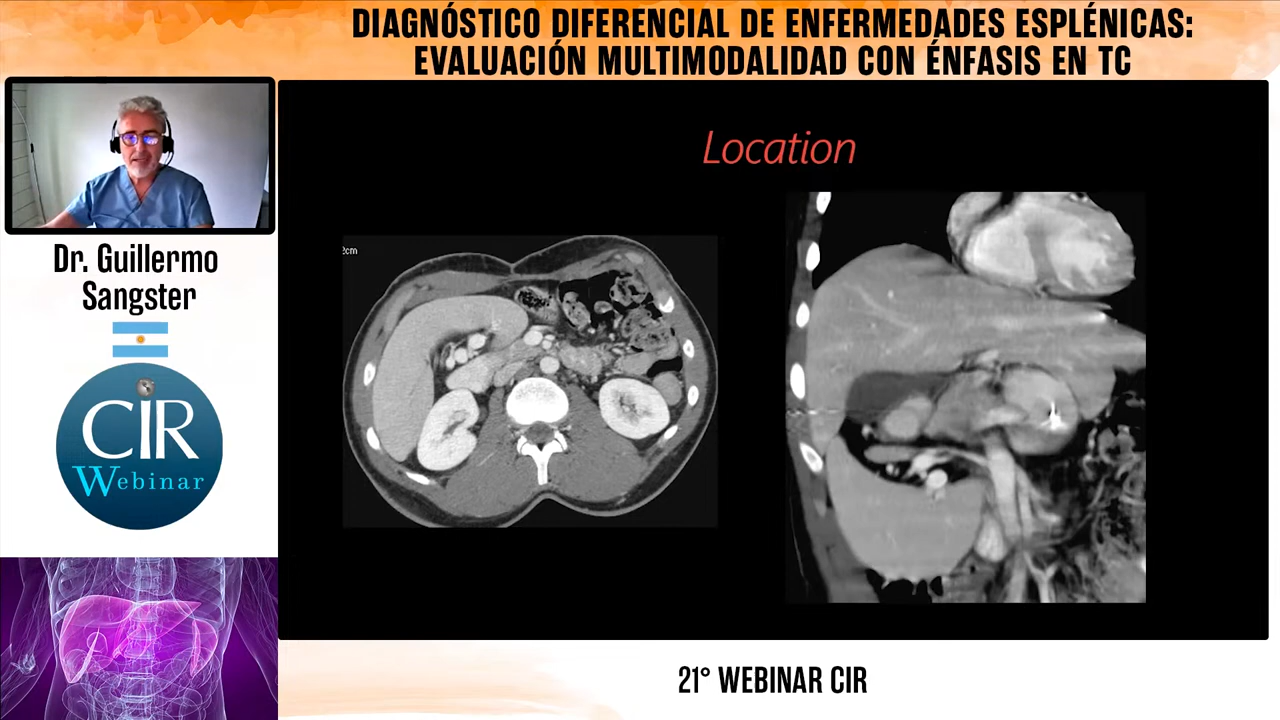 DIAGNÓSTICO DIFERENCIAL DE ENFERMEDADES ESPLÉNICAS:
EVALUACIÓN MULTIMODALIDAD CON ÉNFASIS EN TC
Location
2cm
Dr. Guillermo
Sangster
CIR
Webinar
21° WEBINAR CIR